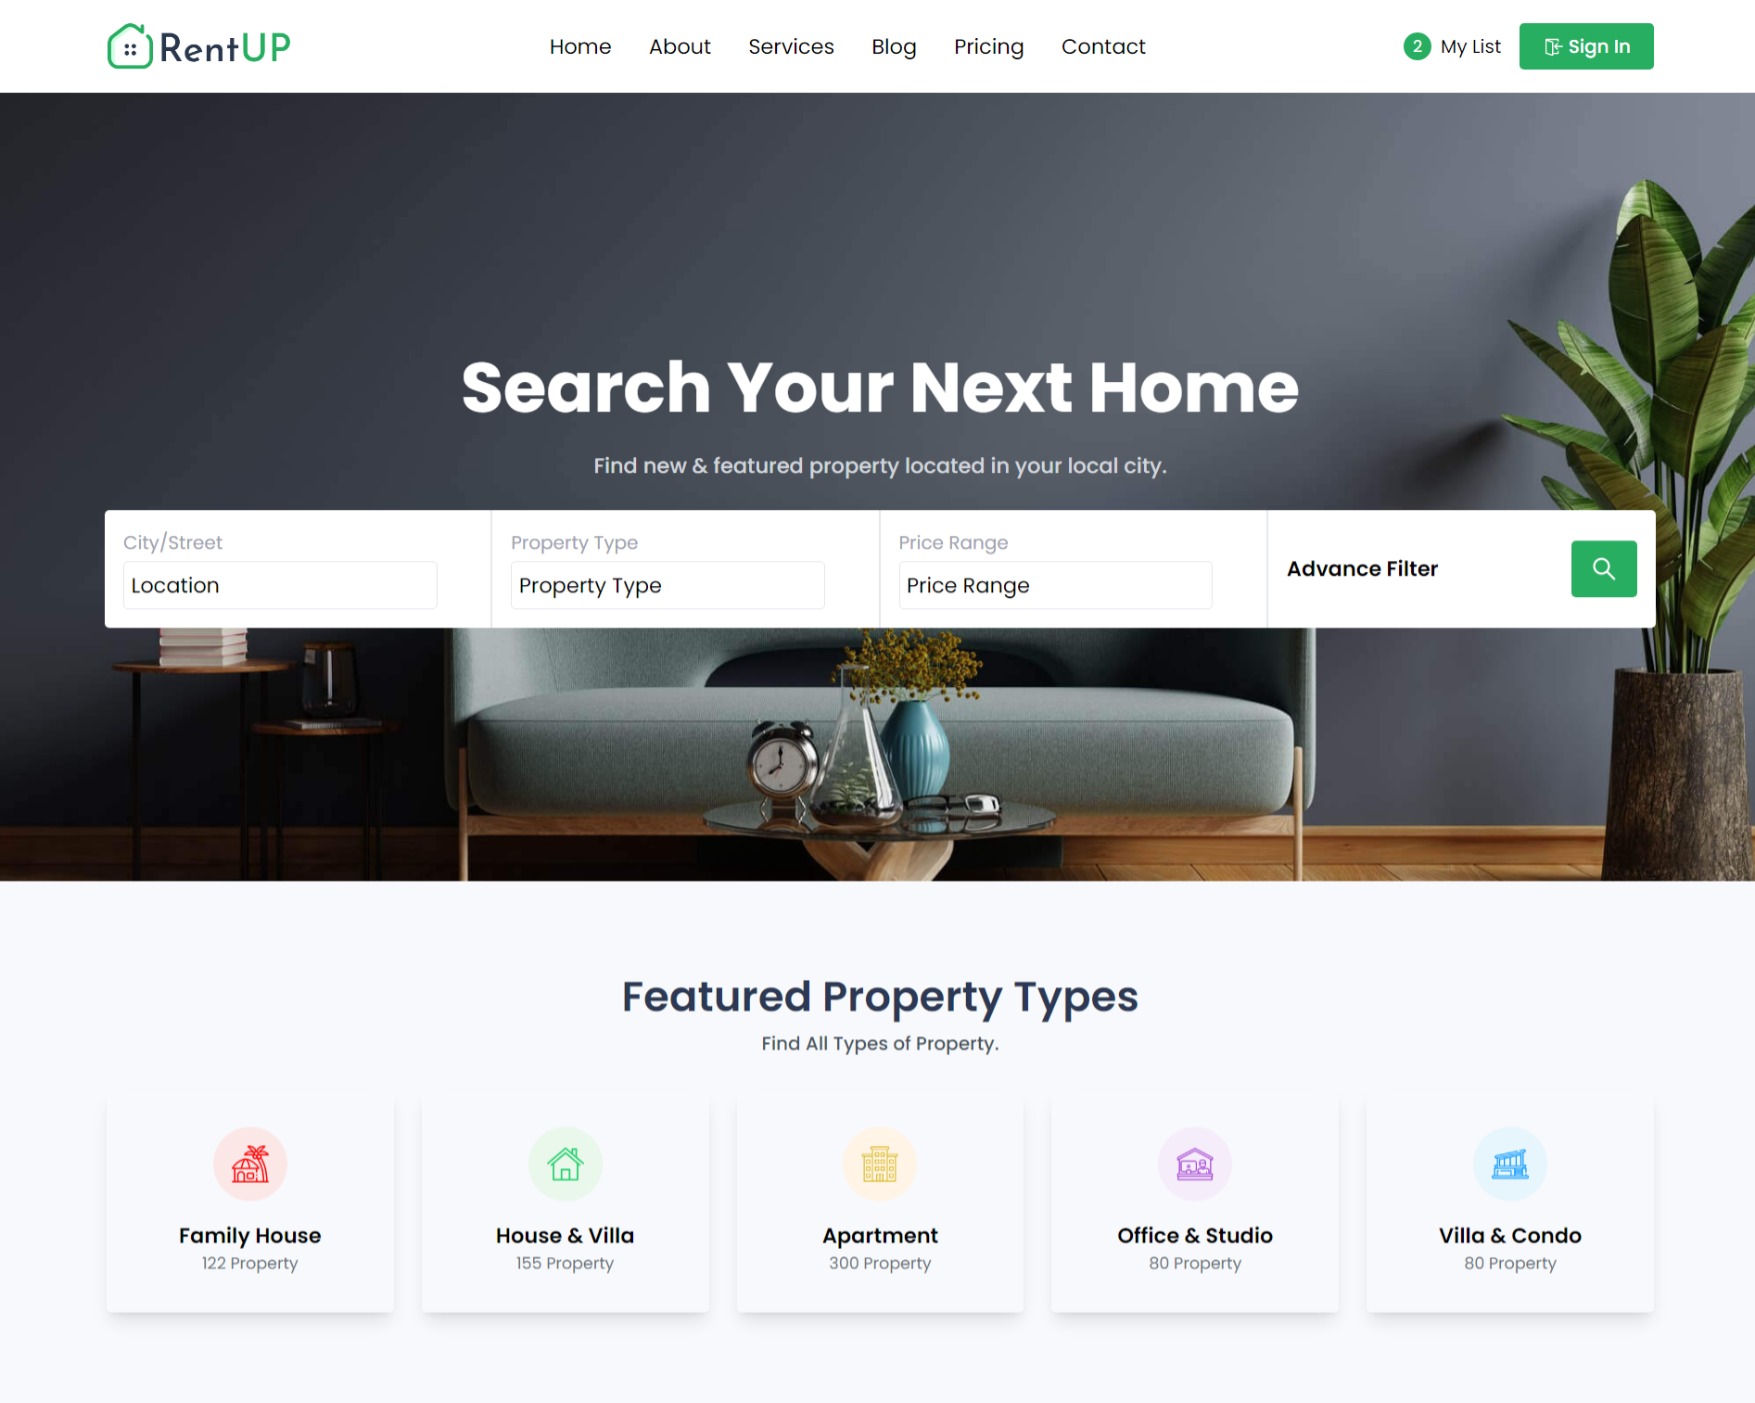 RentUP
Home About Services Blog Pricing Contact
2 My List Sign In
Search Your Next Home
Find new & featured property located in your local city.
City/Street
Location
Property Type
Property Type
Price Range
Price Range
Advance Filter
Featured Property Types
Find All Types of Property.
Family House
122 Property
House & Villa
155 Property
Apartment
300 Property
Office & Studio
80 Property
Villa & Condo
80 Property